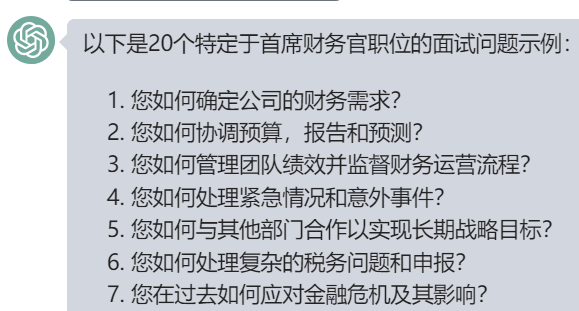 以下是20个特定于首席财务官职位的面试问题示例：
1. 您如何确定公司的财务需求？
2. 您如何协调预算，报告和预测？
3. 您如何管理团队绩效并监督财务运营流程？
4. 您如何处理紧急情况和意外事件？
5. 您如何与其他部门合作以实现长期战略目标？
6. 您如何处理复杂的税务问题和申报？
7. 您在过去如何应对金融危机及其影响？